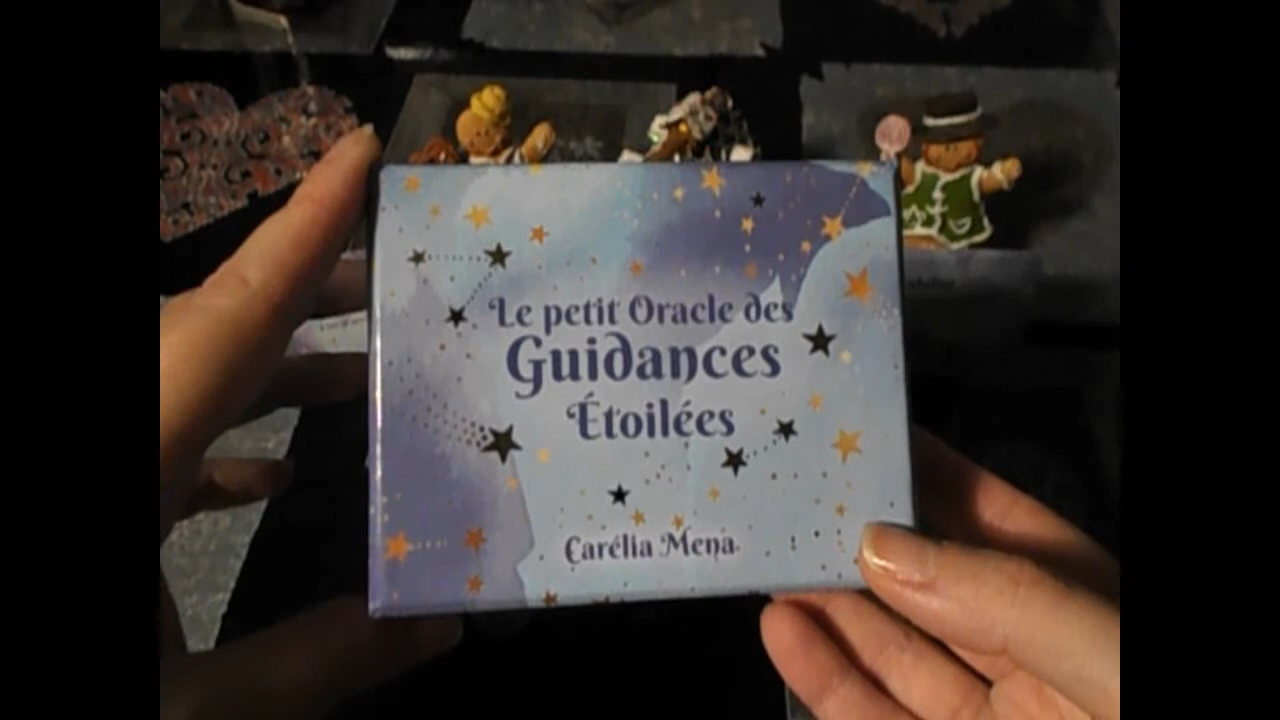 Le petit Oracle des
Guidances
Étoilées
Carélia Mena